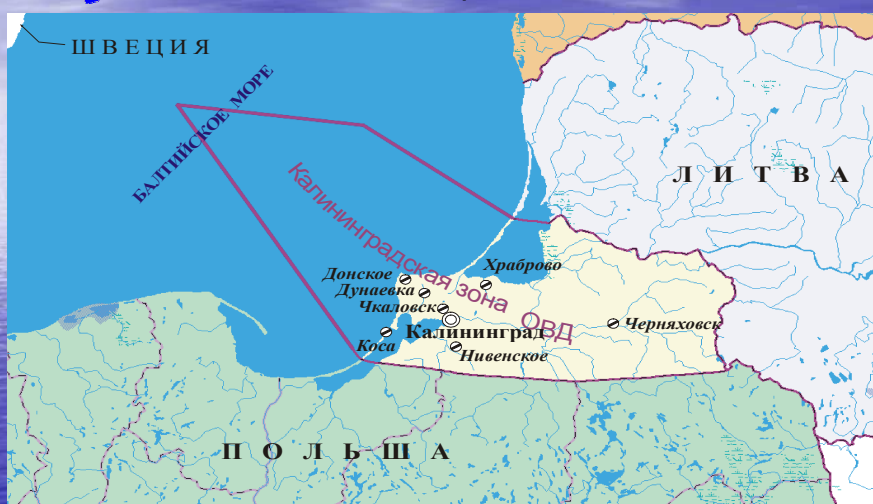 ШВЕЦИЯ
БАЛТИЙСКОЕ МОРЕ
ЛИТВА
Калининградская зона ОВД
Донское
Храброво
Дунаевка
Чкаловск
Калининград
Черняховск
Коса
Нивенское
ПОЛЬША